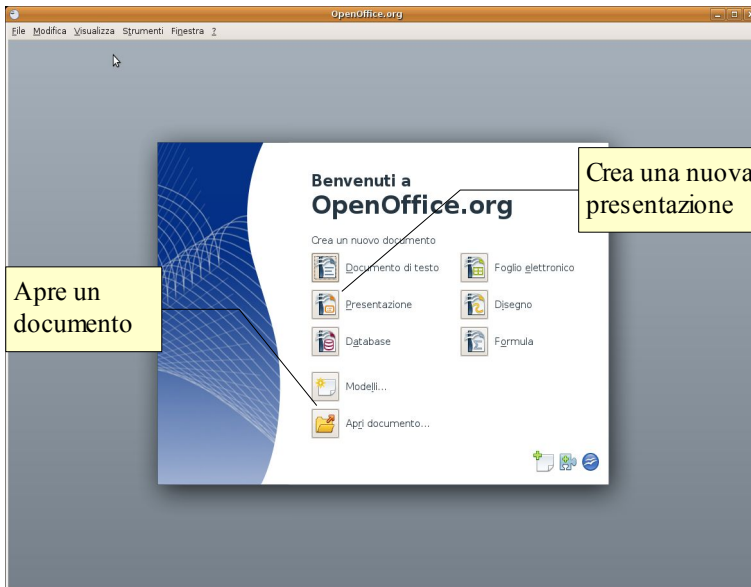 OpenOffice.org
File Modifica Visualizza Strumenti Finestra ?
Benvenuti a
OpenOffice.org
Crea una nuova
presentazione
Crea un nuovo documento
Documento di testo
Foglio elettronico
Apre un
documento
Presentazione
Disegno
Database
Formula
Modelli...
Apri documento...